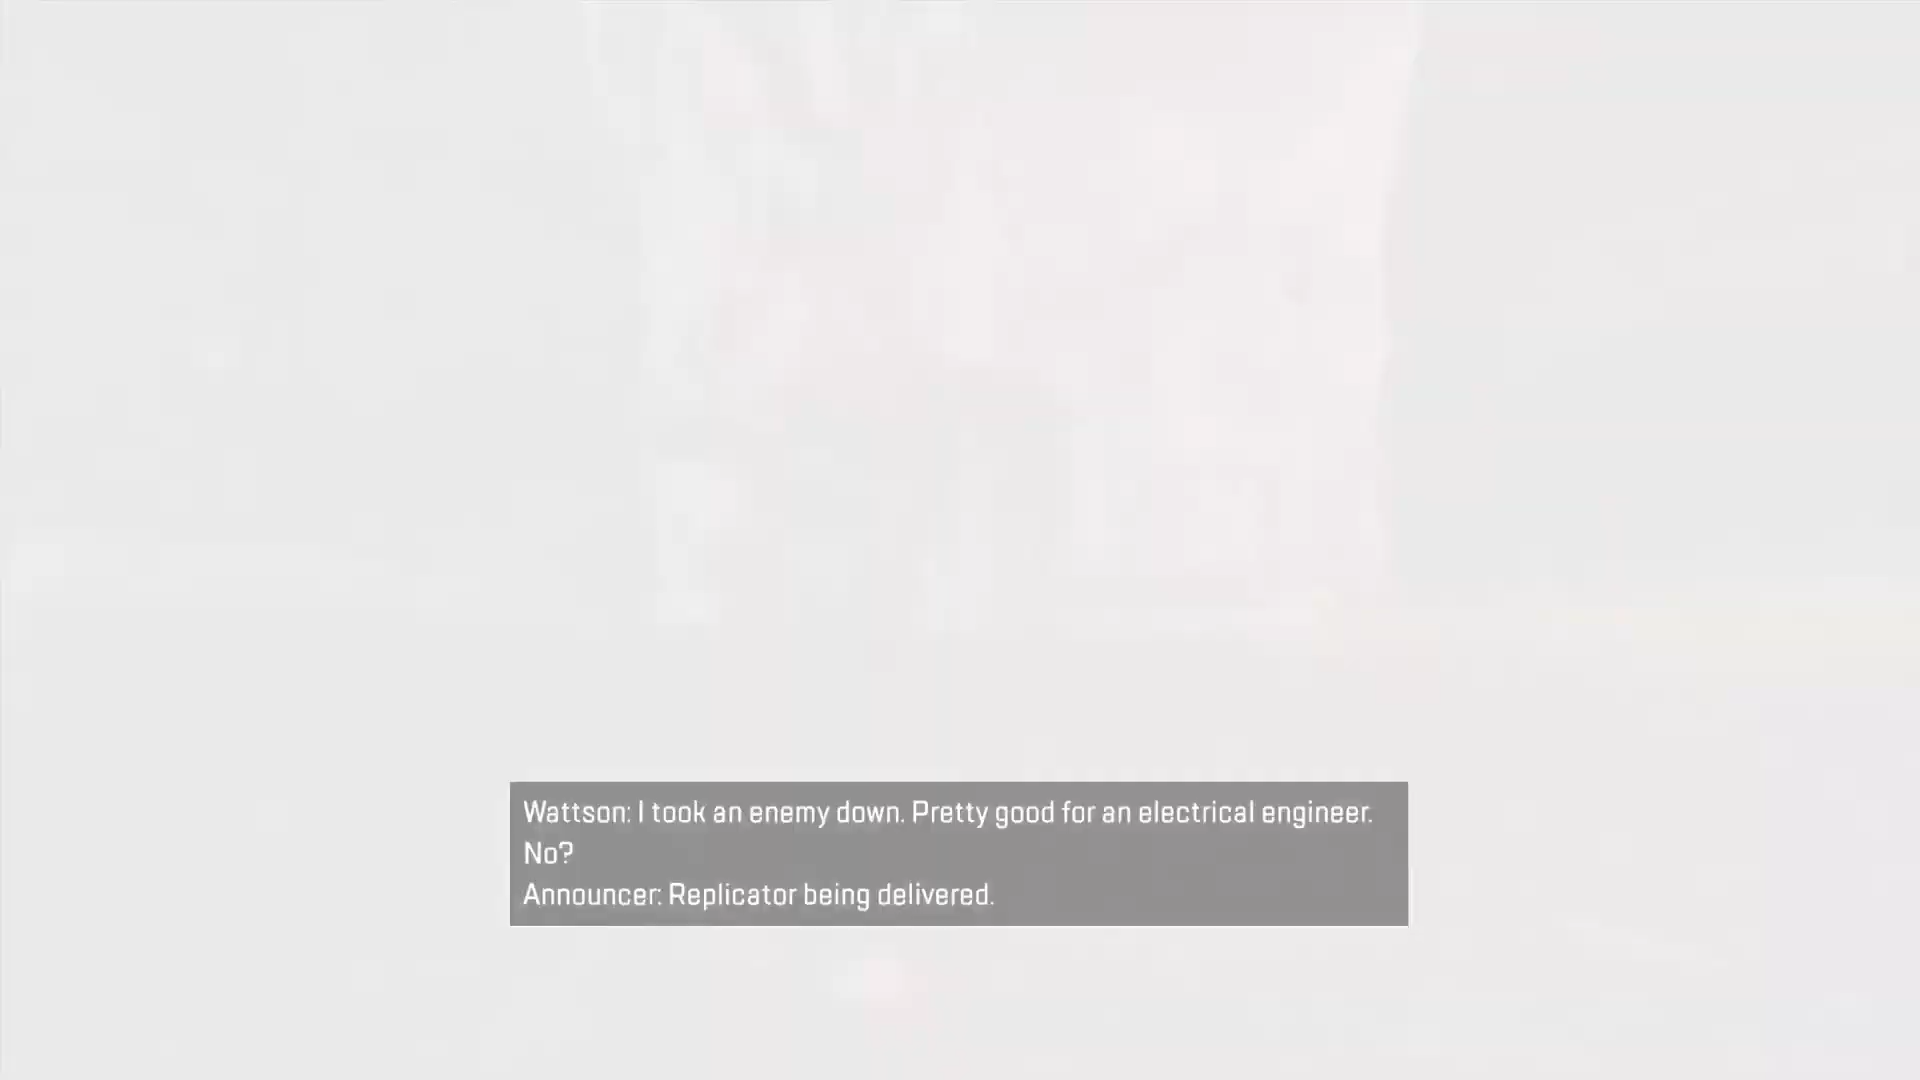 Wattson: I took an enemy down. Pretty good for an electrical engineer.
No?
Announcer: Replicator being delivered.